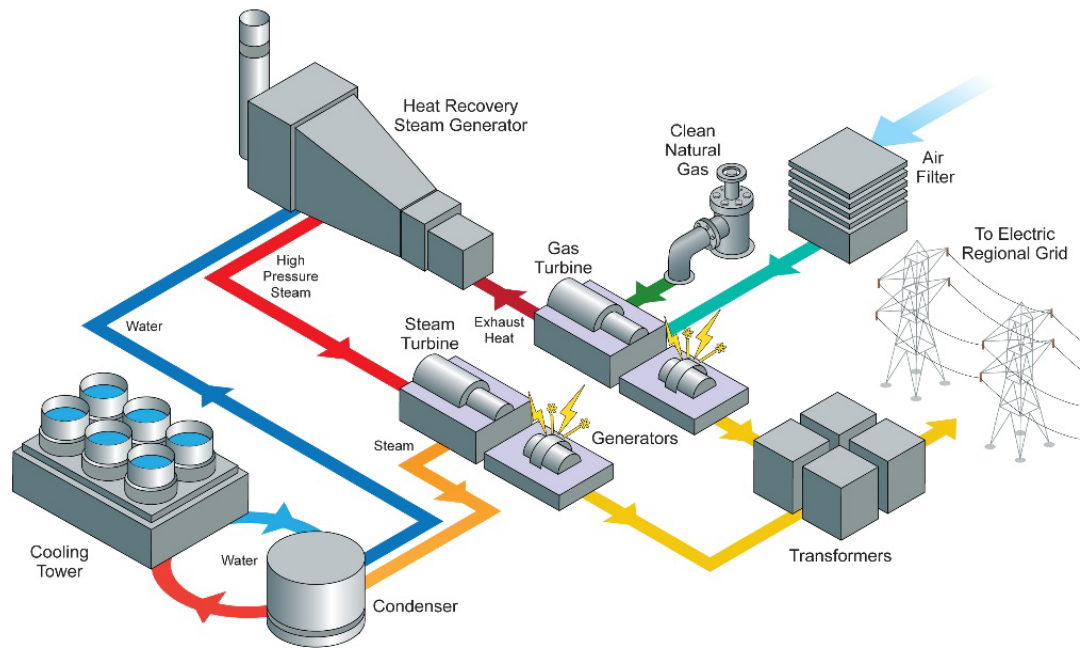 Heat Recovery
Steam Generator
Clean
Natural
Gas
Air
Filter
To Electric
Regional Grid
High
Pressure
Steam
Gas
Turbine
Exhaust
Heat
Water
Steam
Turbine
Generators
Steam
Transformers
Cooling
Tower
Water
Condenser